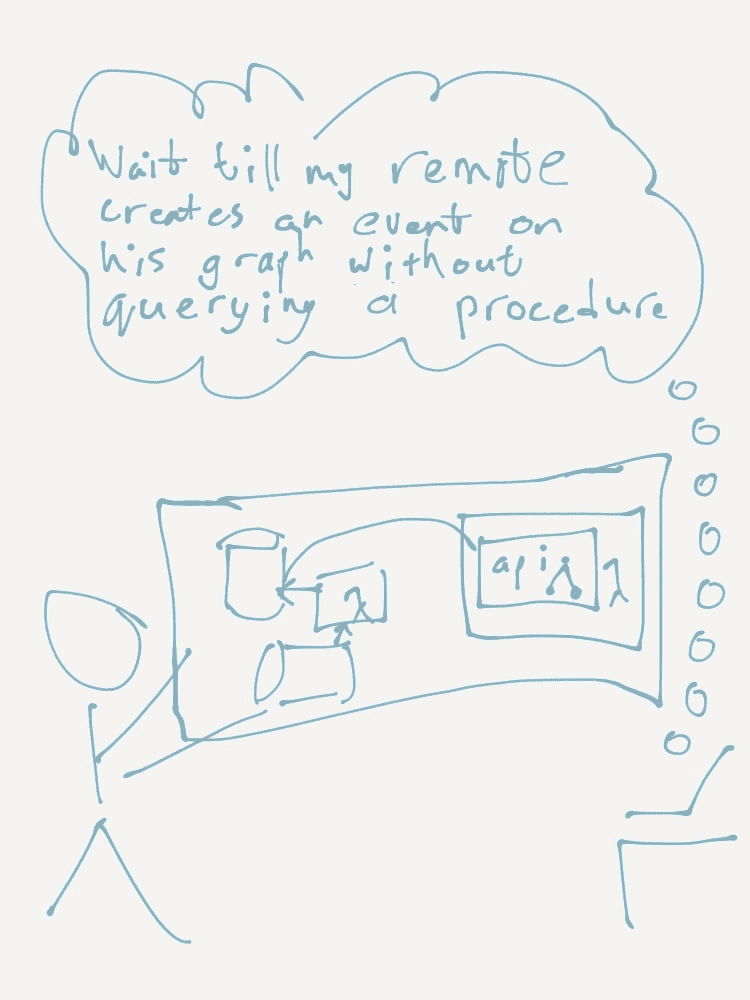 Wait till my remote
creates an event on
his graph without
querying a procedure
api λ
λ